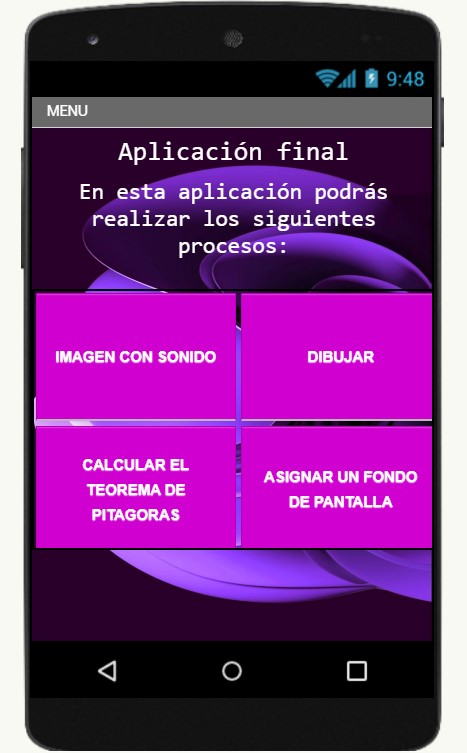 9:48
MENU
Aplicación final
En esta aplicación podrás
realizar los siguientes
procesos:
IMAGEN CON SONIDO
DIBUJAR
CALCULAR EL
TEOREMA DE
PITAGORAS
ASIGNAR UN FONDO
DE PANTALLA